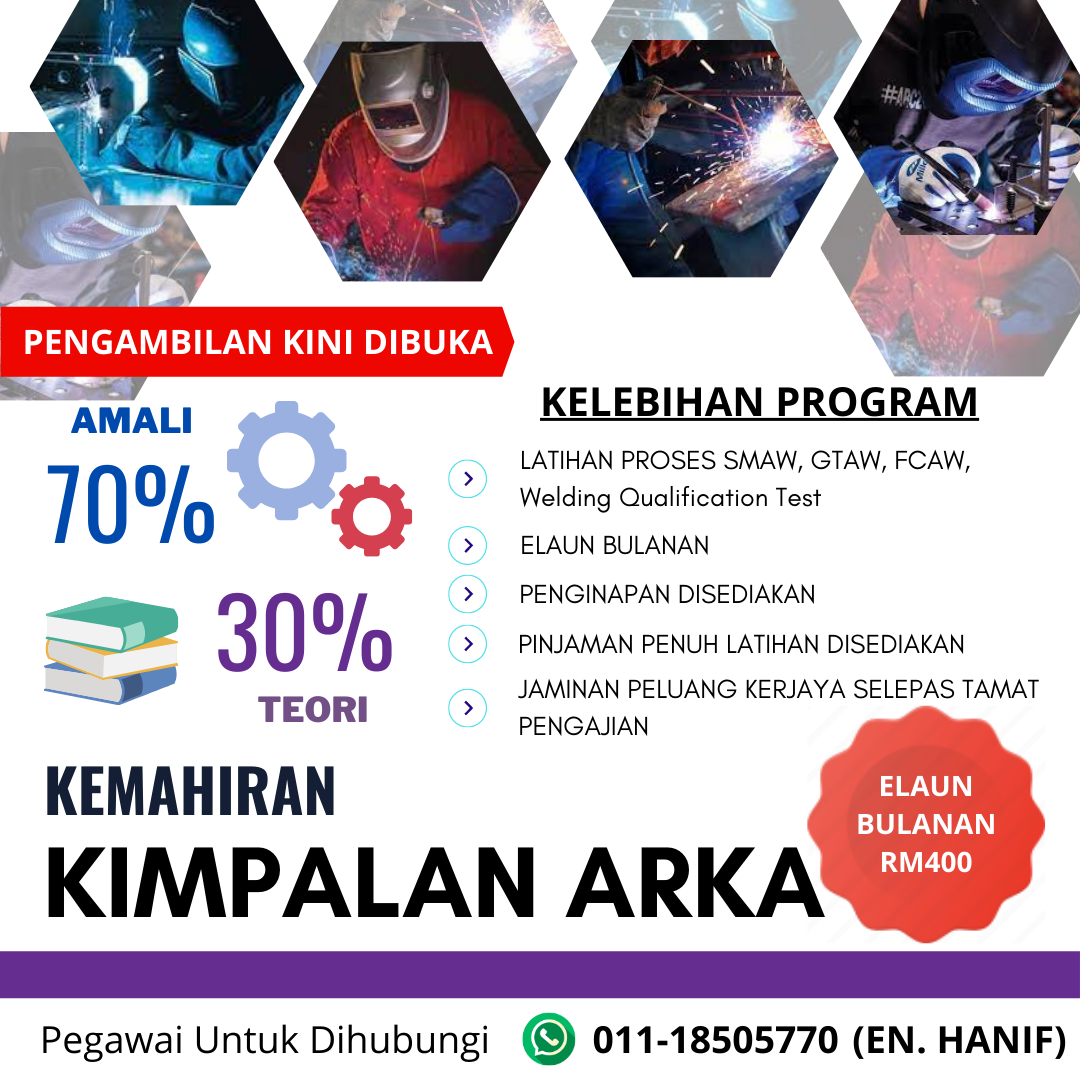 PENGAMBILAN KINI DIBUKA
AMALI
70%
30%
TEORI
KELEBIHAN PROGRAM
LATIHAN PROSES SMAW, GTAW, FCAW,
Welding Qualification Test
ELAUN BULANAN
PENGINAPAN DISEDIAKAN
PINJAMAN PENUH LATIHAN DISEDIAKAN
JAMINAN PELUANG KERJAYA SELEPAS TAMAT
PENGAJIAN
ELAUN
BULANAN
RM400
KEMAHIRAN
KIMPALAN ARKA
Pegawai Untuk Dihubungi
011-18505770 (EN. HANIF)